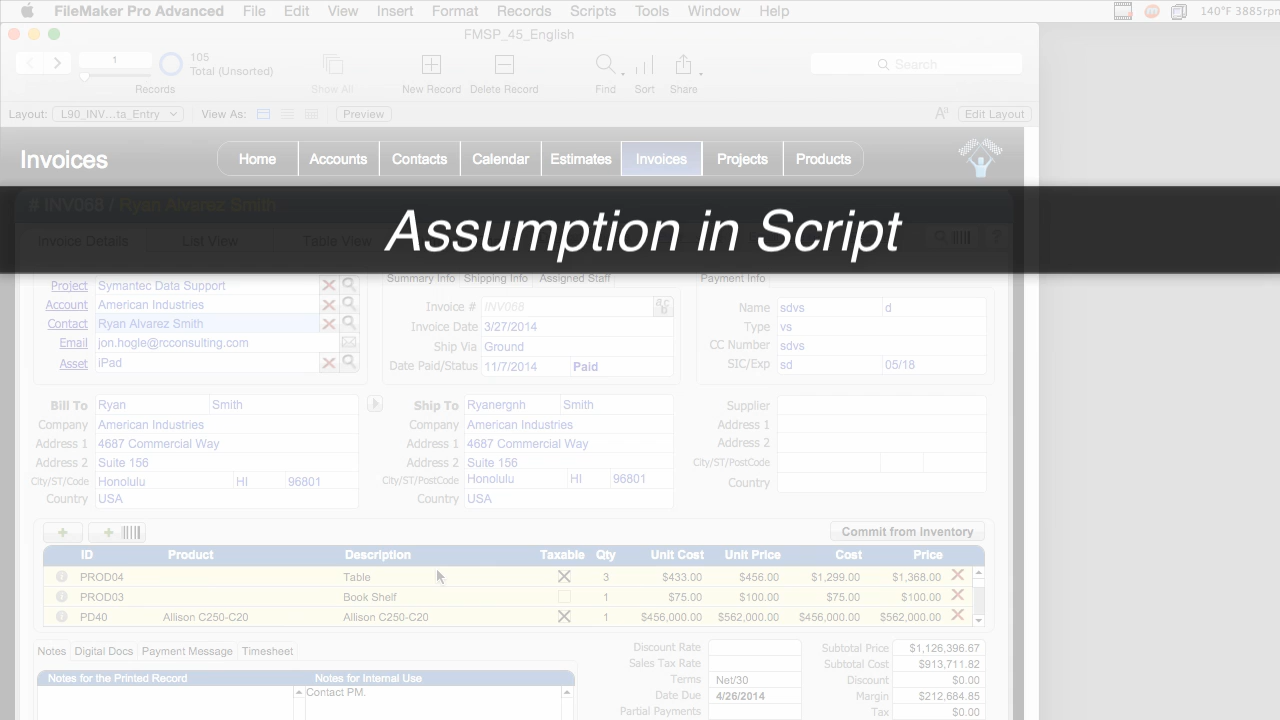 FileMaker Pro Advanced File Edit View Insert Format Records Scripts Tools Window Help 140°F 3885rpm
FMSP_45_English
1 105 Total (Unsorted) Records
Show All New Record Delete Record Find Sort Share Search
Layout: L90_INV...ta_Entry View As: Preview Edit Layout
Invoices Home Accounts Contacts Calendar Estimates Invoices Projects Products
# INV068 / Ryan Alvarez Smith
Assumption in Script
Invoice Details List View Table View
Summary Info Shipping Info Assigned Staff Payment Info
Project Symantec Data Support
Account American Industries
Contact Ryan Alvarez Smith
Email jon.hogle@rcconsulting.com
Asset iPad
Invoice # INV068
Invoice Date 3/27/2014
Ship Via Ground
Date Paid/Status 11/7/2014 Paid
Name sdvs d
Type vs
CC Number sdvs
SIC/Exp sd 05/18
Bill To Ryan Smith
Company American Industries
Address 1 4687 Commercial Way
Address 2 Suite 156
City/ST/Code Honolulu HI 96801
Country USA
Ship To Ryanergnh Smith
Company American Industries
Address 1 4687 Commercial Way
Address 2 Suite 156
City/ST/PostCode Honolulu HI 96801
Country USA
Supplier
Address 1
Address 2
City/ST/PostCode
Country
Commit from Inventory
ID Product Description Taxable Qty Unit Cost Unit Price Cost Price
PROD04 Table 3 $433.00 $456.00 $1,299.00 $1,368.00
PROD03 Book Shelf 1 $75.00 $100.00 $75.00 $100.00
PD40 Allison C250-C20 Allison C250-C20 1 $456,000.00 $562,000.00 $456,000.00 $562,000.00
Notes Digital Docs Payment Message Timesheet
Notes for the Printed Record Notes for Internal Use
Contact PM.
Discount Rate
Sales Tax Rate
Terms Net/30
Date Due 4/26/2014
Partial Payments
Subtotal Price $1,126,396.67
Subtotal Cost $913,711.82
Discount $0.00
Margin $212,684.85
Tax $0.00